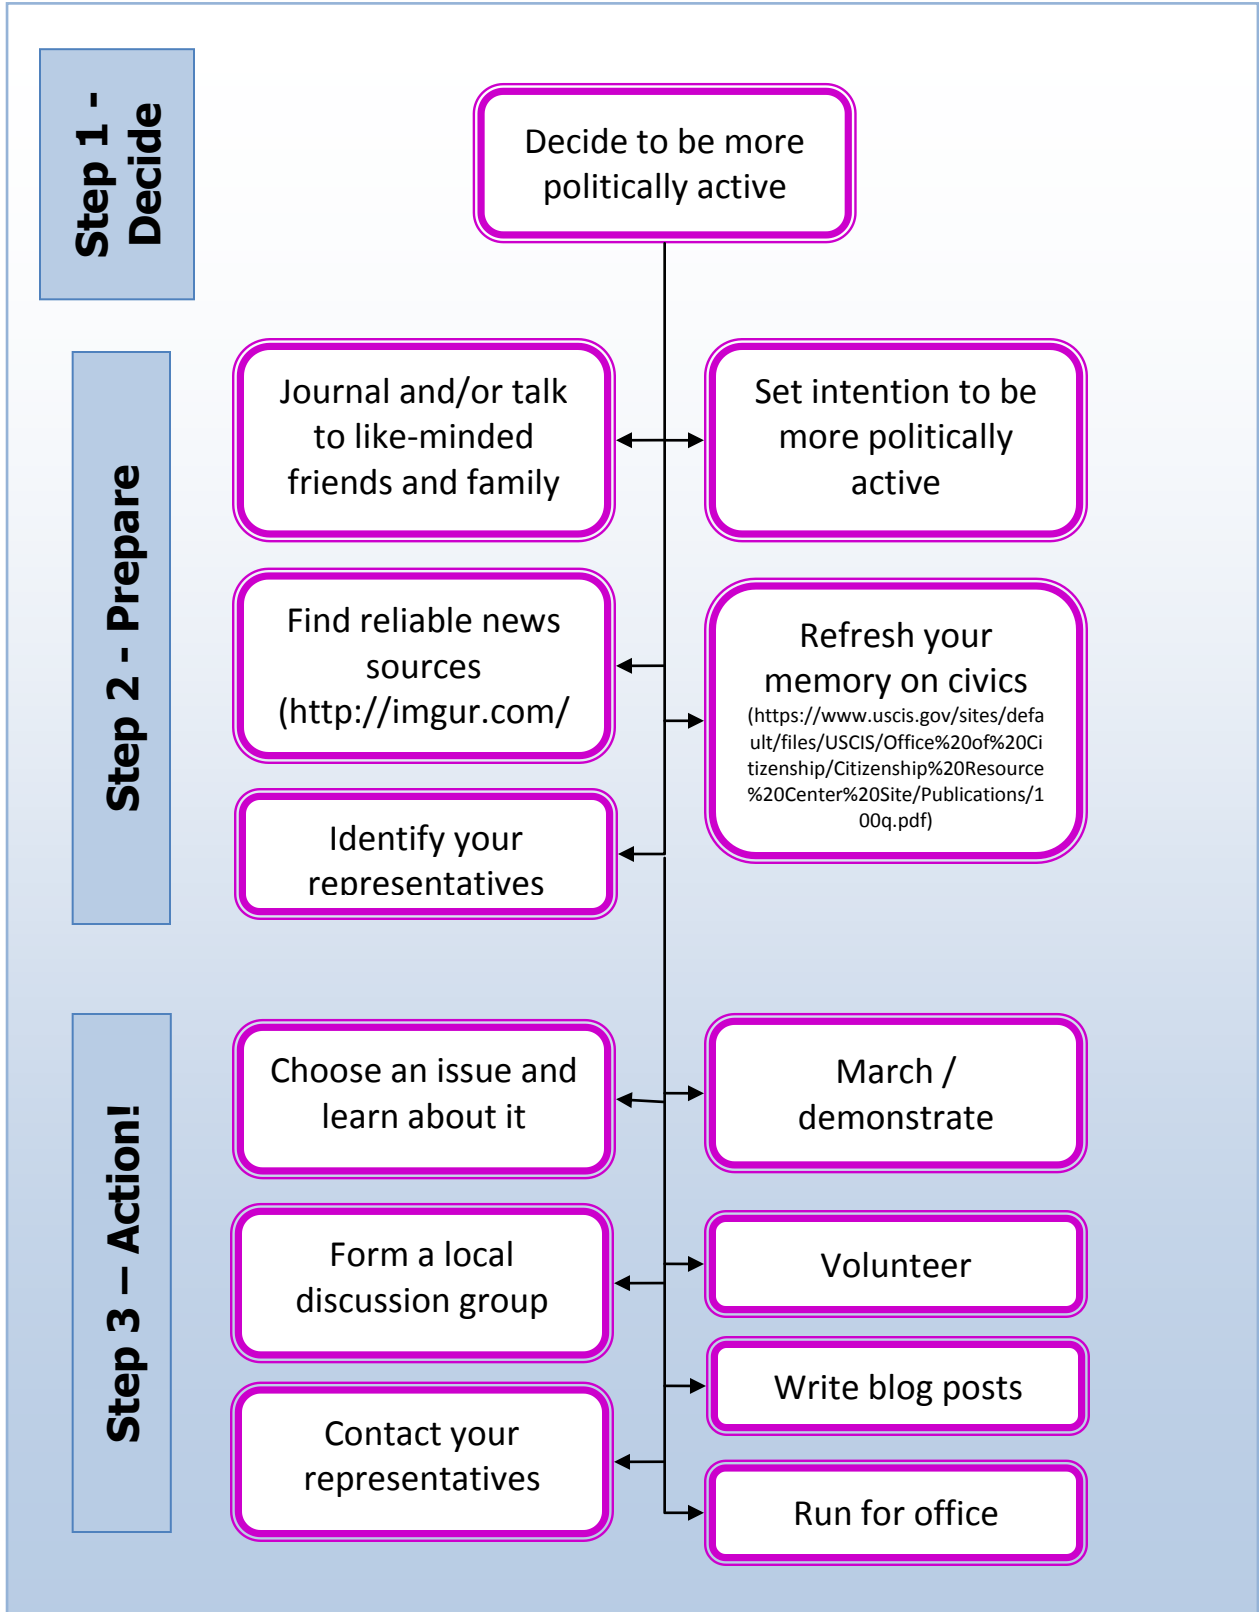 Step 1 -
Decide
Decide to be more
politically active
Step 2 - Prepare
Journal and/or talk
to like-minded
friends and family
Set intention to be
more politically
active
Find reliable news
sources
(http://imgur.com/
Refresh your
memory on civics
(https://www.uscis.gov/sites/defa
ult/files/USCIS/Office%20of%20Ci
tizenship/Citizenship%20Resource
%20Center%20Site/Publications/1
00q.pdf)
Identify your
representatives
Step 3 – Action!
Choose an issue and
learn about it
March /
demonstrate
Form a local
discussion group
Volunteer
Write blog posts
Contact your
representatives
Run for office